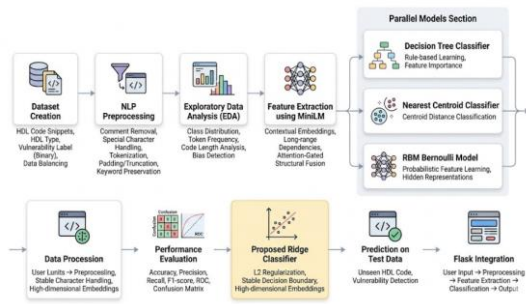 Parallel Models Section
Dataset
Creation
HDL Code Snippets,
HDL Type,
Vulnerability Label
(Binary),
Data Balancing
NLP
Preprocessing
Comment Removal,
Special Character
Handling,
Tokenization,
Padding/Truncation,
Keyword Preservation
Exploratory Data
Analysis (EDA)
Class Distribution,
Token Frequency,
Code Length Analysis,
Bias Detection
Feature Extraction
using MiniLM
Contextual Embeddings,
Long-range
Dependencies,
Attention-Gated
Structural Fusion
Decision Tree Classifier
Rule-based Learning,
Feature Importance
Nearest Centroid Classifier
Centroid Distance Classification
RBM Bernoulli Model
Probabilistic Feature Learning,
Hidden Representations
Data Procession
User Lunits → Preprocessing,
Stable Character Handling,
High-dimensional Embeddings
Performance
Evaluation
Accuracy, Precision,
Recall, F1-score, ROC,
Confusion Matrix
Proposed Ridge
Classifier
L2 Regularization,
Stable Decision Boundary,
High-dimensional Embeddings
Prediction on
Test Data
Unseen HDL Code,
Vulnerability Detection
Flask Integration
User Input → Preprocessing
→ Feature Extraction →
Classification → Output